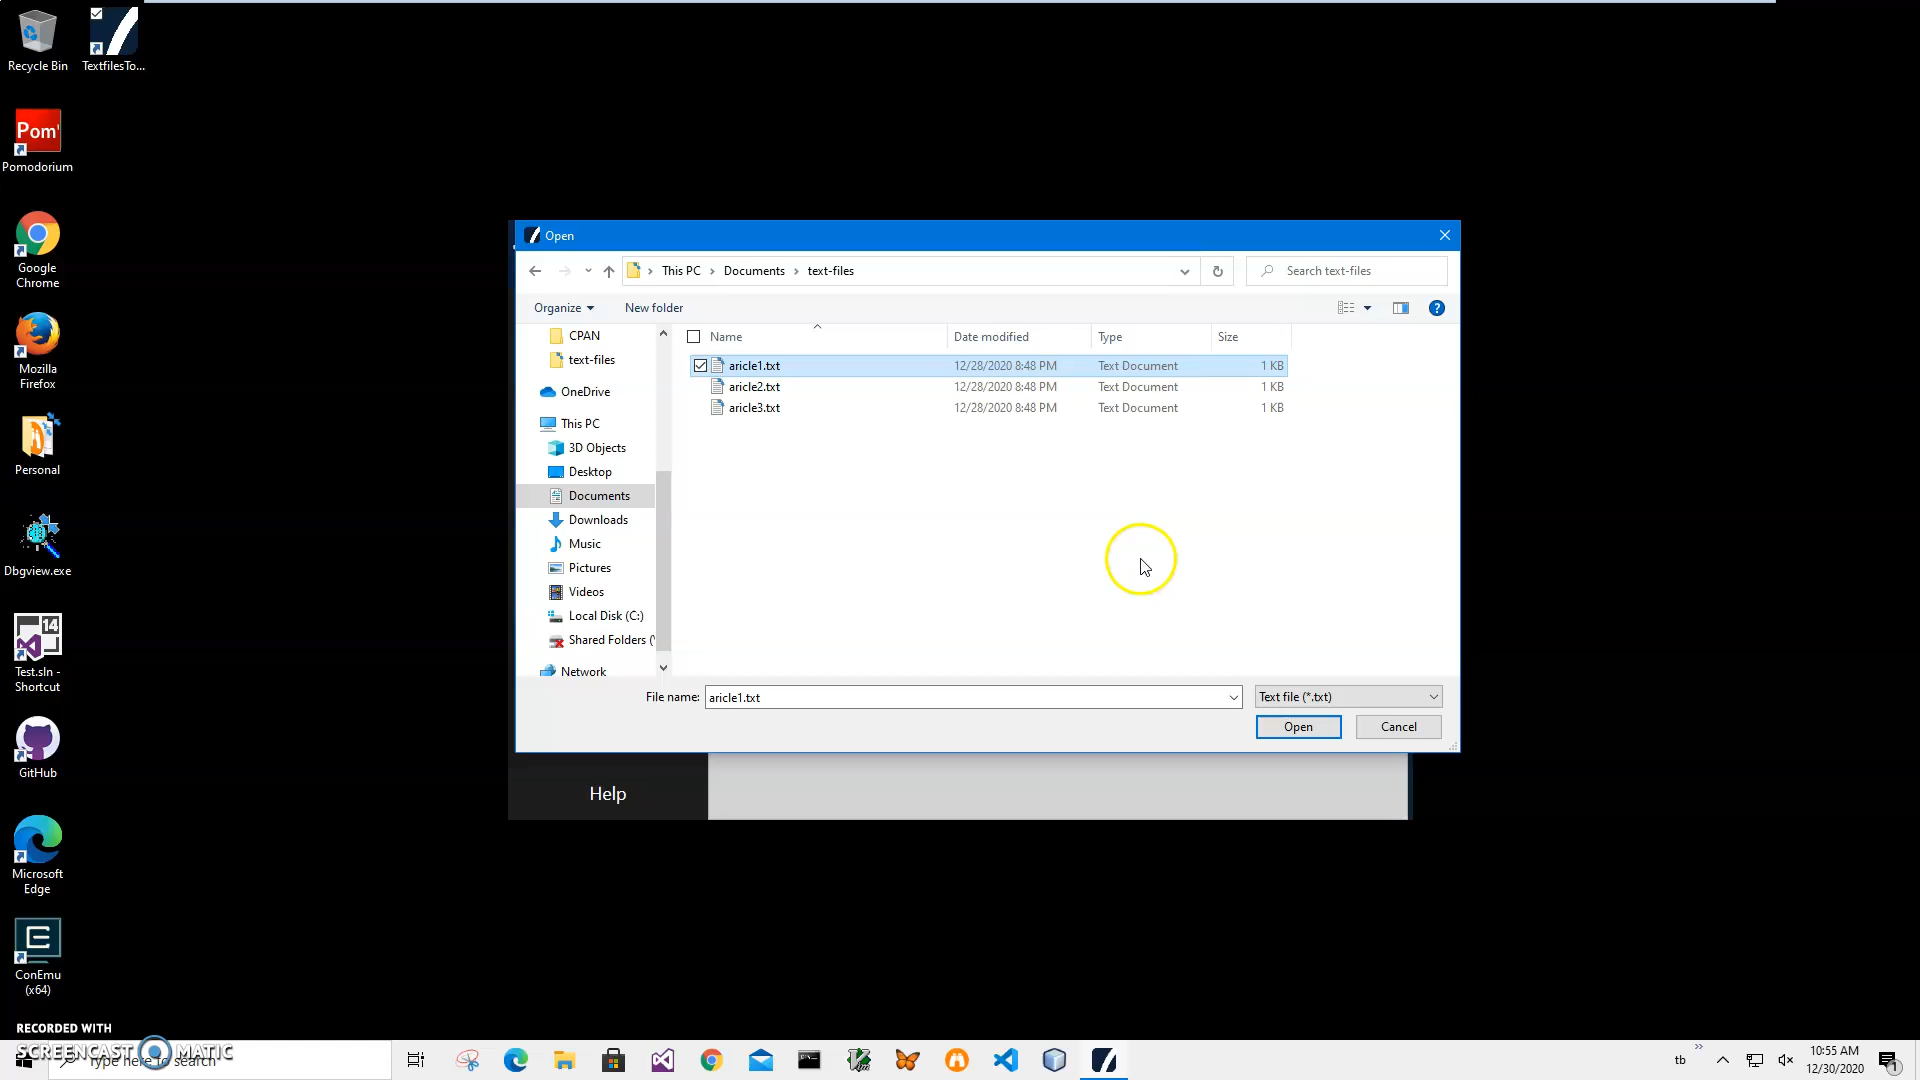 Recycle Bin
TextfilesTo...
Pom'
Pomodorium
Google
Chrome
Mozilla
Firefox
Personal
Dbgview.exe
14
Test.sln -
Shortcut
GitHub
Microsoft
Edge
ConEmu
(x64)
Open
This PC > Documents > text-files
Search text-files
Organize
New folder
Name
Date modified
Type
Size
CPAN
text-files
OneDrive
This PC
3D Objects
Desktop
Documents
Downloads
Music
Pictures
Videos
Local Disk (C:)
Shared Folders (
Network
aricle1.txt 12/28/2020 8:48 PM Text Document 1 KB
aricle2.txt 12/28/2020 8:48 PM Text Document 1 KB
aricle3.txt 12/28/2020 8:48 PM Text Document 1 KB
File name: aricle1.txt
Text file (*.txt)
Open
Cancel
Help
RECORDED WITH
SCREENCAST MATIC
Type here to search
tb
10:55 AM
12/30/2020
1